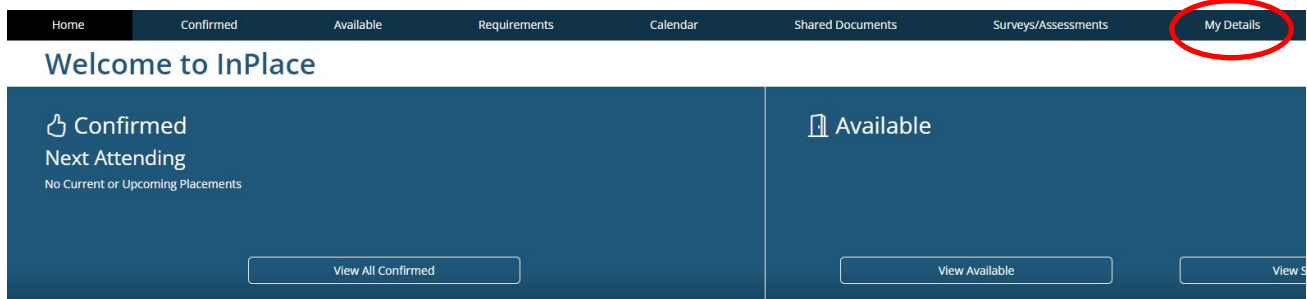 Home Confirmed Available Requirements Calendar Shared Documents Surveys/Assessments My Details
Welcome to InPlace
Confirmed
Next Attending
No Current or Upcoming Placements
View All Confirmed
Available
View Available
View S